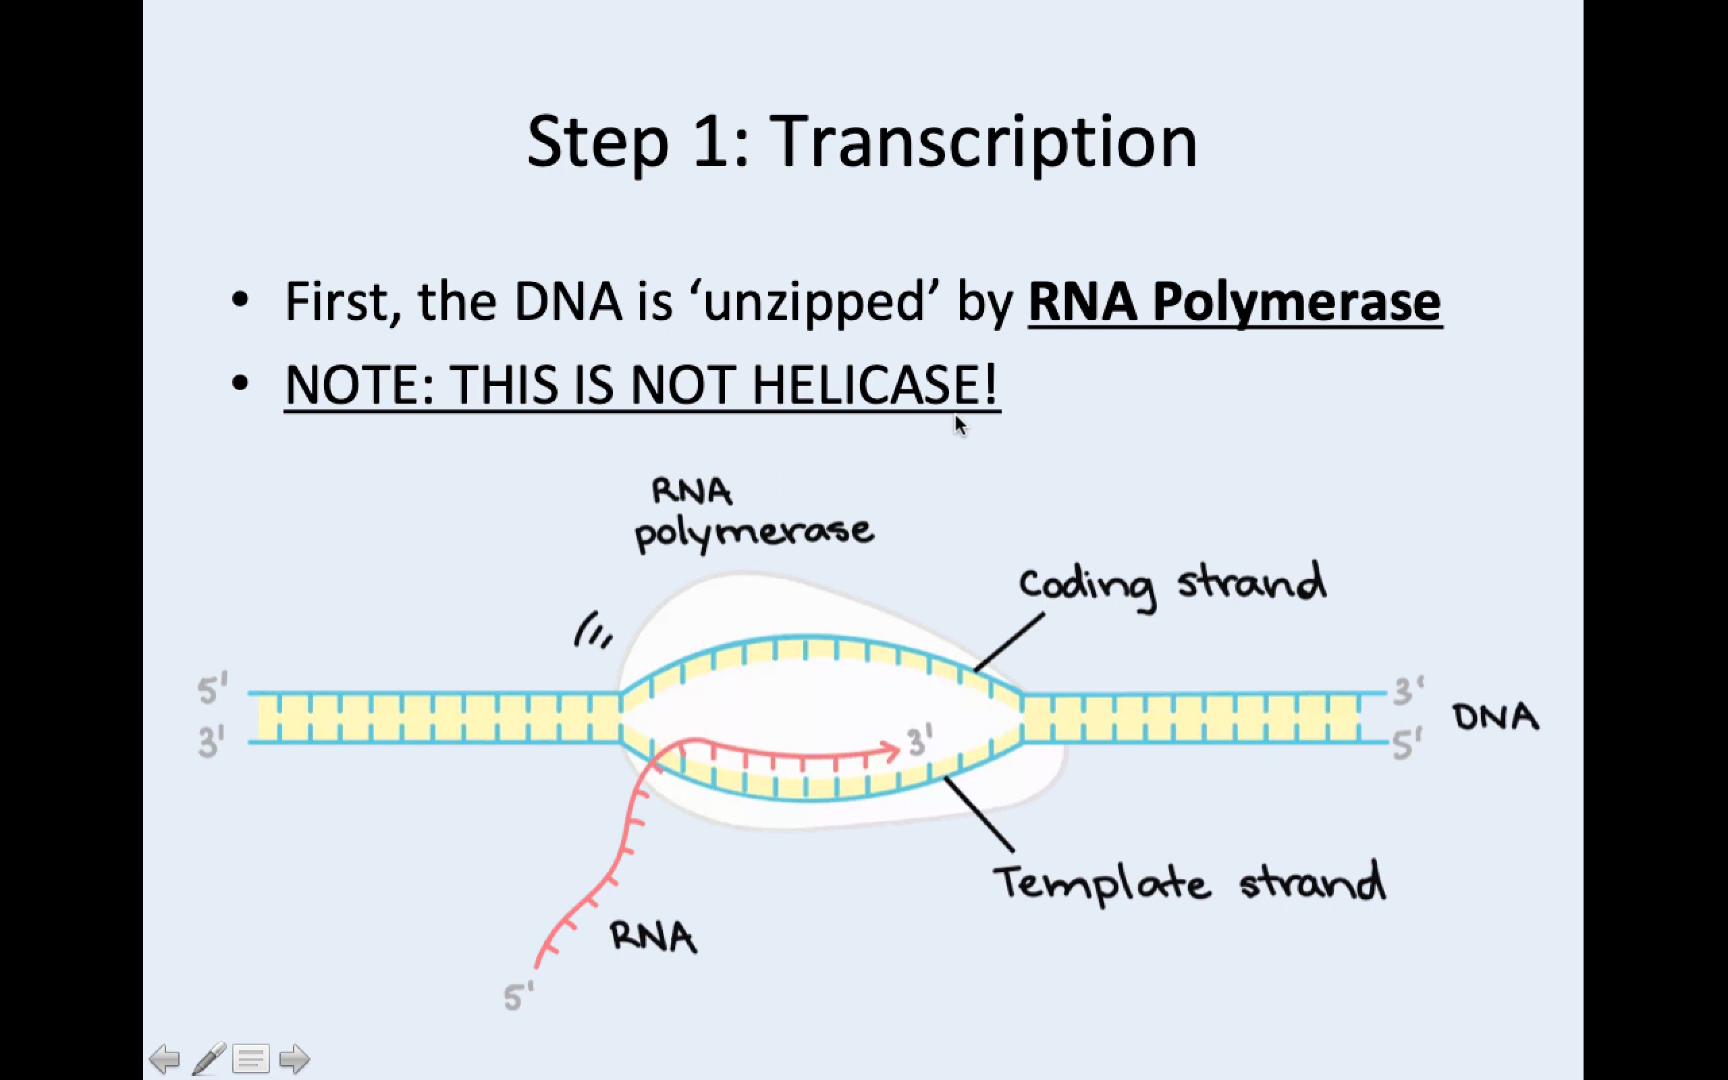 Step 1: Transcription
• First, the DNA is ‘unzipped’ by RNA Polymerase
• NOTE: THIS IS NOT HELICASE!
RNA
polymerase
Coding strand
5'
3'
3'
DNA
3'
5'
3'
Template strand
RNA
5'